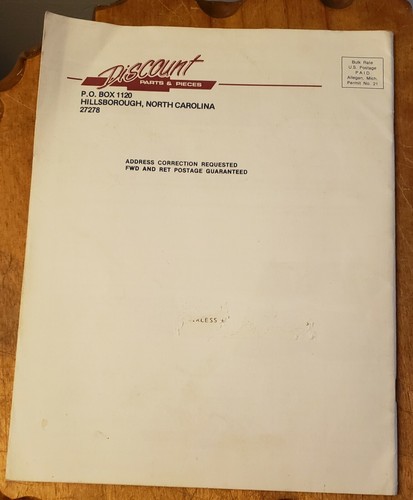 Discount
PARTS & PIECES
P.O. BOX 1120
HILLSBOROUGH, NORTH CAROLINA
27278
Bulk Rate
U.S. Postage
PAID
Allegan, Mich.
Permit No. 21
ADDRESS CORRECTION REQUESTED
FWD AND RET POSTAGE GUARANTEED